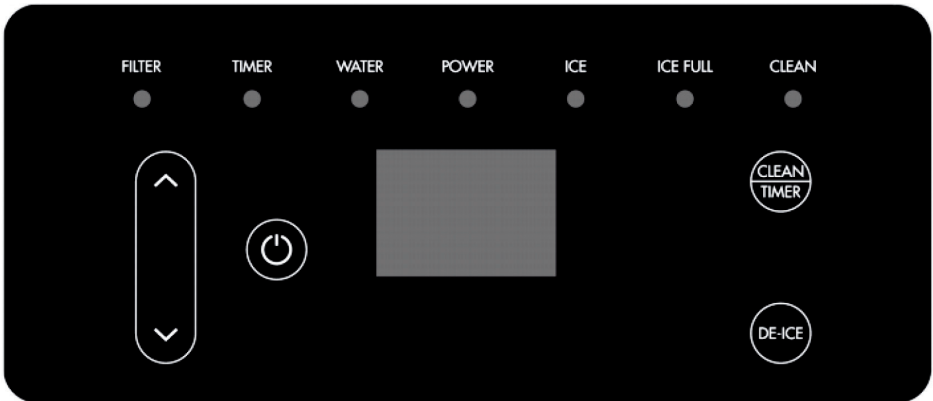 FILTER TIMER WATER POWER ICE ICE FULL CLEAN
CLEAN
TIMER
DE-ICE